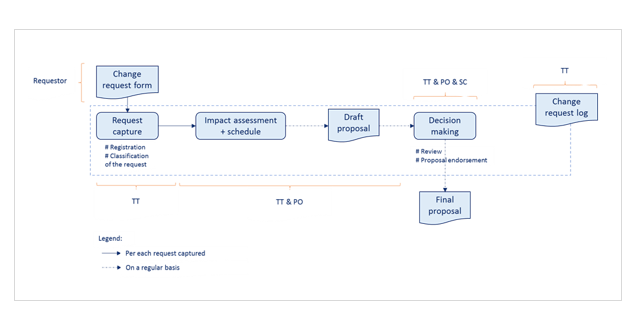 Requestor
Change
request form
TT & PO & SC
TT
Change
request log
Request
capture
Impact assessment
+ schedule
Draft
proposal
Decision
making
# Registration
# Classification
of the request
# Review
# Proposal endorsement
TT
TT & PO
Final
proposal
Legend:
Per each request captured
On a regular basis